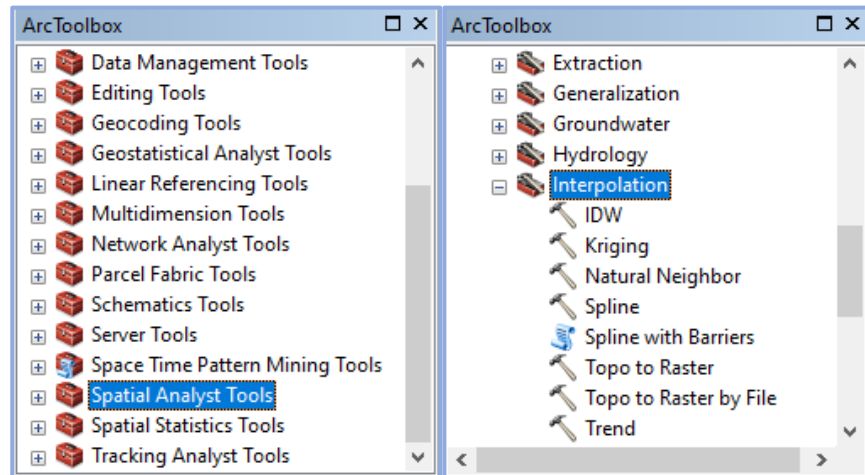 ArcToolbox
Data Management Tools
Editing Tools
Geocoding Tools
Geostatistical Analyst Tools
Linear Referencing Tools
Multidimension Tools
Network Analyst Tools
Parcel Fabric Tools
Schematics Tools
Server Tools
Space Time Pattern Mining Tools
Spatial Analyst Tools
Spatial Statistics Tools
Tracking Analyst Tools
ArcToolbox
Extraction
Generalization
Groundwater
Hydrology
Interpolation
IDW
Kriging
Natural Neighbor
Spline
Spline with Barriers
Topo to Raster
Topo to Raster by File
Trend